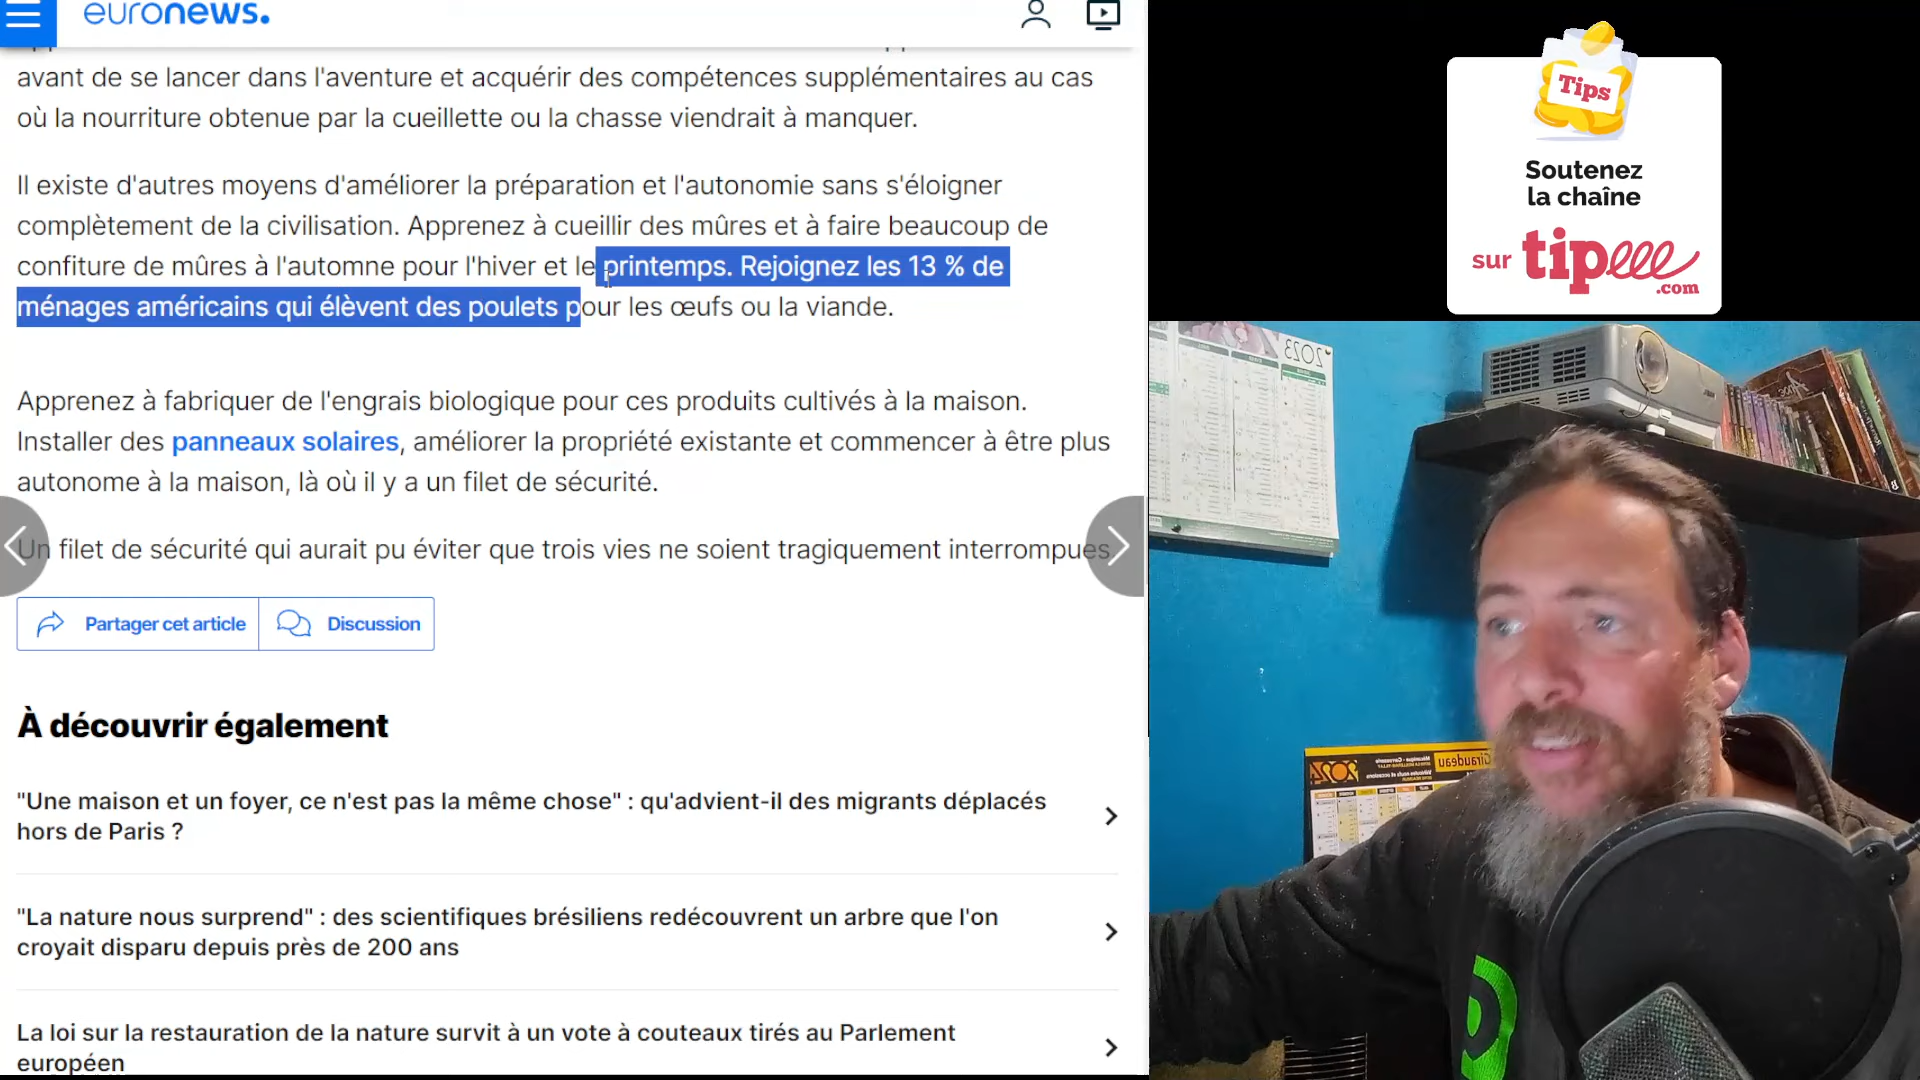 euronews.
avant de se lancer dans l'aventure et acquérir des compétences supplémentaires au cas
où la nourriture obtenue par la cueillette ou la chasse viendrait à manquer.
Il existe d'autres moyens d'améliorer la préparation et l'autonomie sans s'éloigner
complètement de la civilisation. Apprenez à cueillir des mûres et à faire beaucoup de
confiture de mûres à l'automne pour l'hiver et le printemps. Rejoignez les 13 % de
ménages américains qui élèvent des poulets pour les œufs ou la viande.
Apprenez à fabriquer de l'engrais biologique pour ces produits cultivés à la maison.
Installer des panneaux solaires, améliorer la propriété existante et commencer à être plus
autonome à la maison, là où il y a un filet de sécurité.
Un filet de sécurité qui aurait pu éviter que trois vies ne soient tragiquement interrompues
Partager cet article
Discussion
À découvrir également
"Une maison et un foyer, ce n'est pas la même chose" : qu'advient-il des migrants déplacés
hors de Paris ?
"La nature nous surprend" : des scientifiques brésiliens redécouvrent un arbre que l'on
croyait disparu depuis près de 200 ans
La loi sur la restauration de la nature survit à un vote à couteaux tirés au Parlement
européen
Tips
Soutenez
la chaîne
sur tipeee
.com
2023
Giraudeau
2024